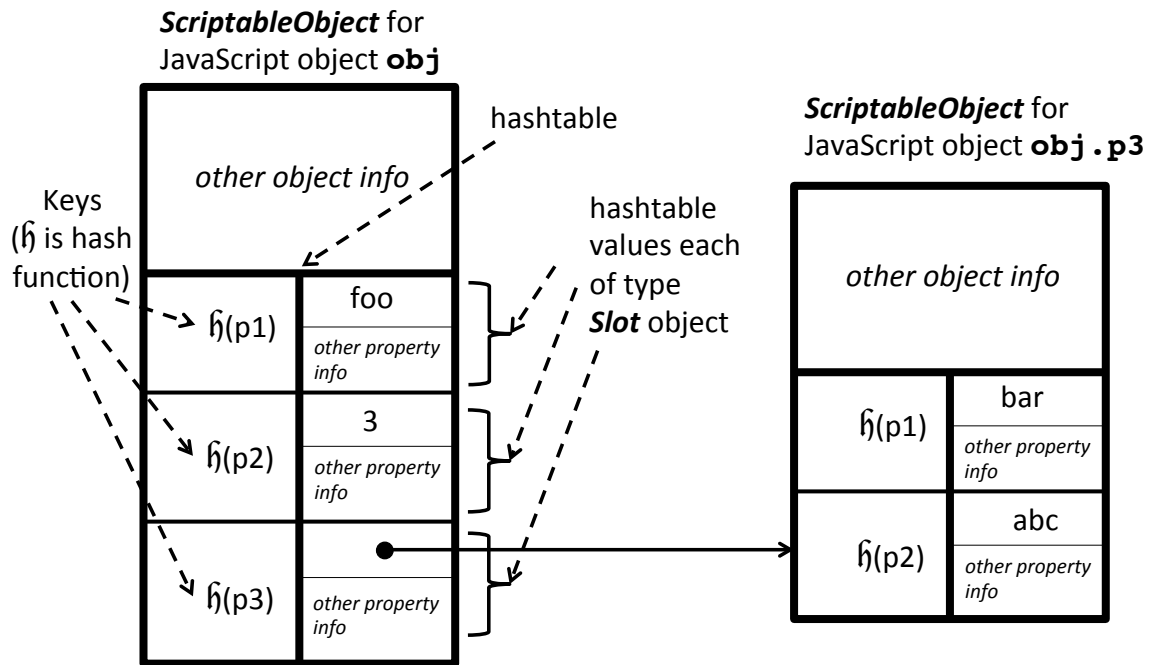 ScriptableObject for
JavaScript object obj
other object info
hashtable
Keys
(𝔥 is hash
function)
hashtable
values each
of type
Slot object
𝔥(p1)
foo
other property
info
𝔥(p2)
3
other property
info
𝔥(p3)
other property
info
ScriptableObject for
JavaScript object obj.p3
other object info
𝔥(p1)
bar
other property
info
𝔥(p2)
abc
other property
info